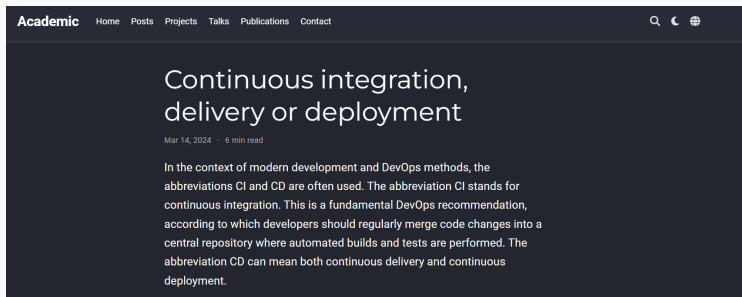 Academic Home Posts Projects Talks Publications Contact
Continuous integration,
delivery or deployment
Mar 14, 2024 · 6 min read
In the context of modern development and DevOps methods, the
abbreviations CI and CD are often used. The abbreviation CI stands for
continuous integration. This is a fundamental DevOps recommendation,
according to which developers should regularly merge code changes into a
central repository where automated builds and tests are performed. The
abbreviation CD can mean both continuous delivery and continuous
deployment.